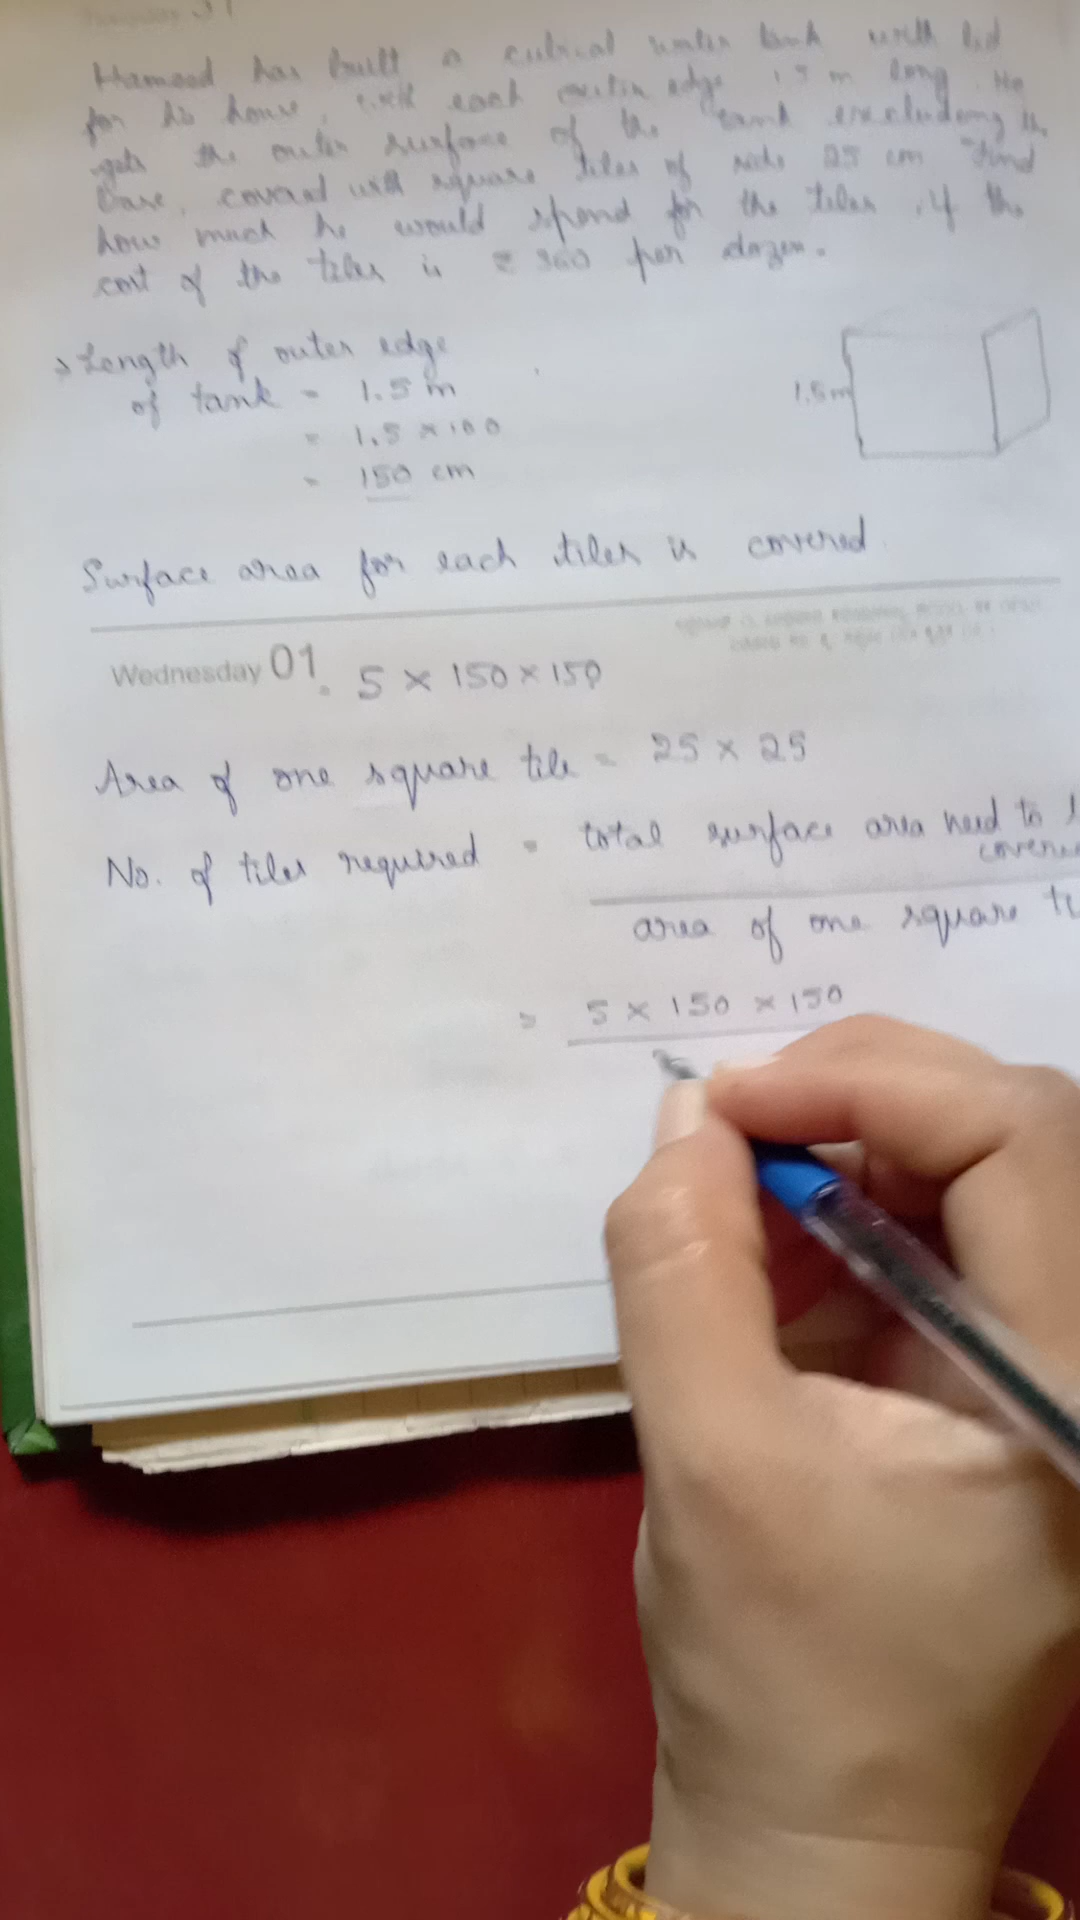 Hameed has built a cubical water tank with lid
for his house, with each outer edge 1.5 m long. He
gets the outer surface of the tank excluding the
base, covered with square tiles of side 25 cm Find
how much he would spend for the tiles, if the
cost of the tiles is ₹ 360 per dozen.
> Length of outer edge
of tank = 1.5 m
= 1.5 × 100
= 150 cm
1.5m
Surface area for each tiles is covered
Wednesday 01
= 5 × 150 × 150
Area of one square tile = 25 × 25
No. of tiles required = total surface area need to
covered
area of one square
= 5 × 150 × 150